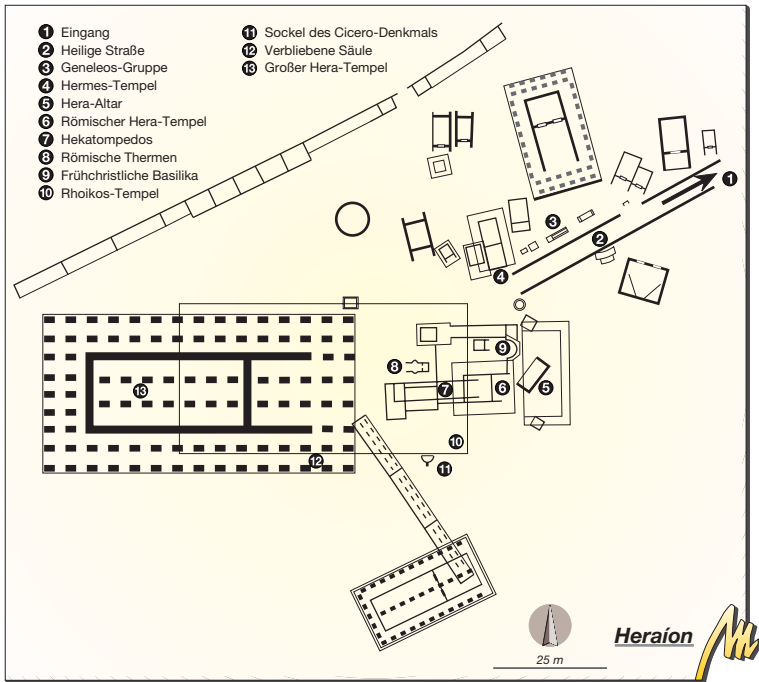 1 Eingang
2 Heilige Straße
3 Geneleos-Gruppe
4 Hermes-Tempel
5 Hera-Altar
6 Römischer Hera-Tempel
7 Hekatompedos
8 Römische Thermen
9 Frühchristliche Basilika
10 Rhoikos-Tempel
11 Sockel des Cicero-Denkmals
12 Verbliebene Säule
13 Großer Hera-Tempel
1
3
2
4
9
8
13
7
6
5
10
12
11
Heraíon
25 m